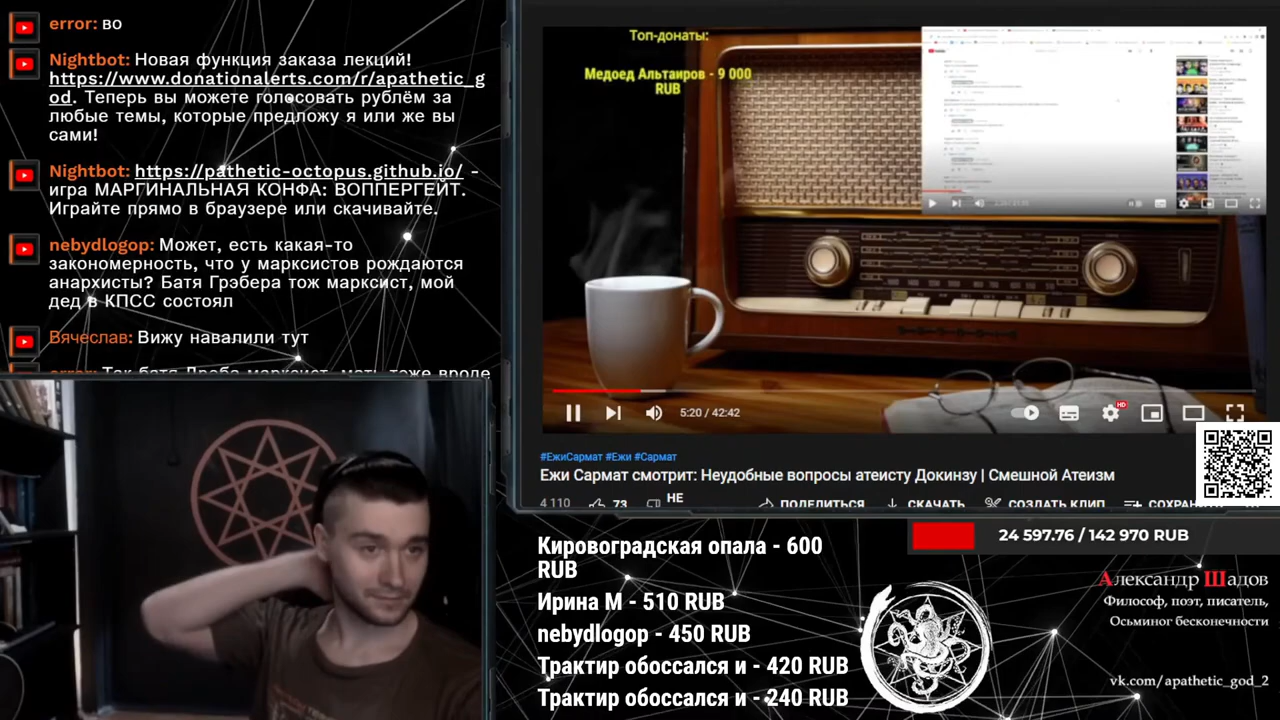 error: во
Nightbot: Новая функция заказа лекций!
https://www.donationalerts.com/r/apathetic_g
od. Теперь вы можете голосовать рублём за
любые темы, которые предложу я или же вы
сами!
Nightbot: https://pathetic-octopus.github.io/ -
игра МАРГИНАЛЬНАЯ КОНФА: ВОППЕРГЕЙТ.
Играйте прямо в браузере или скачивайте.
nebydlogop: Может, есть какая-то
закономерность, что у марксистов рождаются
анархисты? Батя Грэбера тож марксист, мой
дед в КПСС состоял
Вячеслав: Вижу навалили тут
Топ-донаты:
Медоед Альтаиров - 9 000
RUB
5:20 / 42:42
HD
#ЕжиСармат #Ежи #Сармат
Ежи Сармат смотрит: Неудобные вопросы атеисту Докинзу | Смешной Атеизм
4 110
73
НЕ
ПОДЕЛИТЬСЯ
СКАЧАТЬ
СОЗДАТЬ КЛИП
24 597.76 / 142 970 RUB
Кировоградская опала - 600
RUB
Ирина М - 510 RUB
nebydlogop - 450 RUB
Трактир обоссался и - 420 RUB
Трактир обоссался и - 240 RUB
Александр Шадов
Философ, поэт, писатель,
Осьминог бесконечности
vk.com/apathetic_god_2